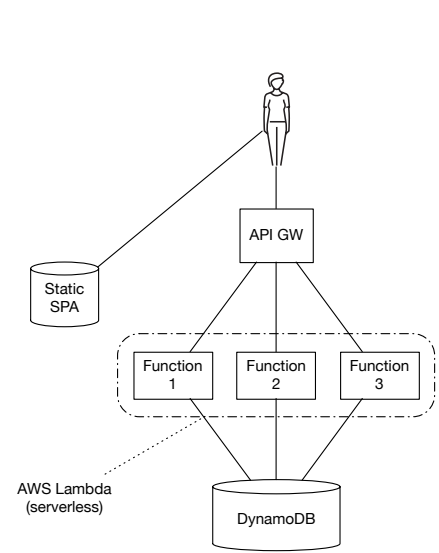 API GW
Static
SPA
Function
1
Function
2
Function
3
AWS Lambda
(serverless)
DynamoDB